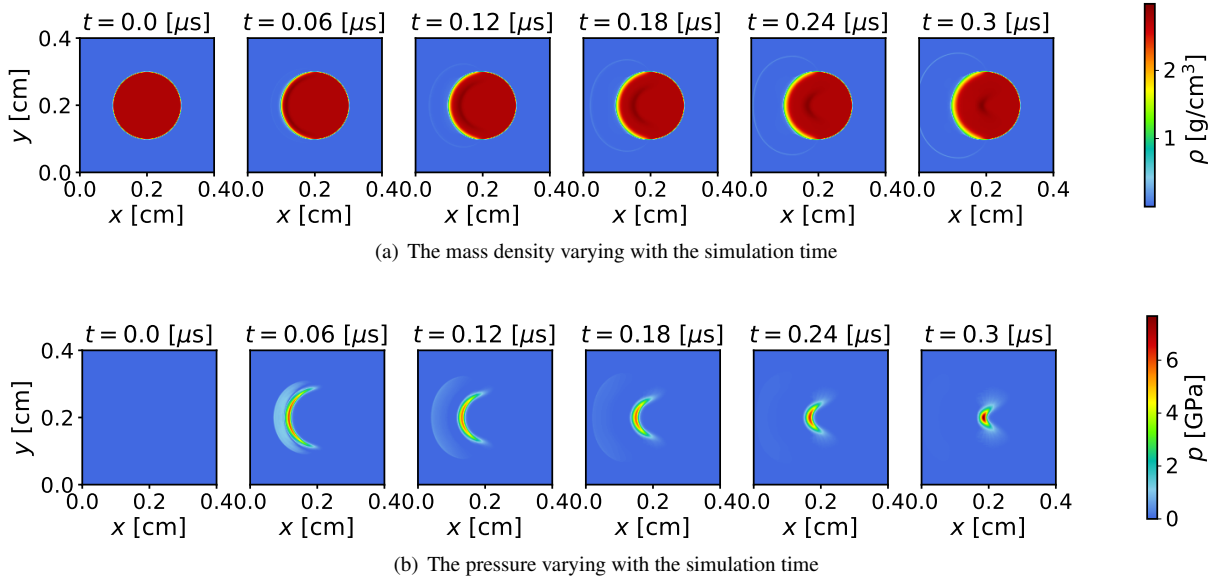 t = 0.0 [μs] t = 0.06 [μs] t = 0.12 [μs] t = 0.18 [μs] t = 0.24 [μs] t = 0.3 [μs]
0.4
0.2
0.0
y [cm]
0.0 0.2 0.40.0 0.2 0.40.0 0.2 0.40.0 0.2 0.40.0 0.2 0.40.0 0.2 0.4
x [cm] x [cm] x [cm] x [cm] x [cm] x [cm]
2
1
ρ [g/cm³]
(a) The mass density varying with the simulation time
t = 0.0 [μs] t = 0.06 [μs] t = 0.12 [μs] t = 0.18 [μs] t = 0.24 [μs] t = 0.3 [μs]
0.4
0.2
0.0
y [cm]
0.0 0.2 0.40.0 0.2 0.40.0 0.2 0.40.0 0.2 0.40.0 0.2 0.40.0 0.2 0.4
x [cm] x [cm] x [cm] x [cm] x [cm] x [cm]
6
4
2
0
p [GPa]
(b) The pressure varying with the simulation time